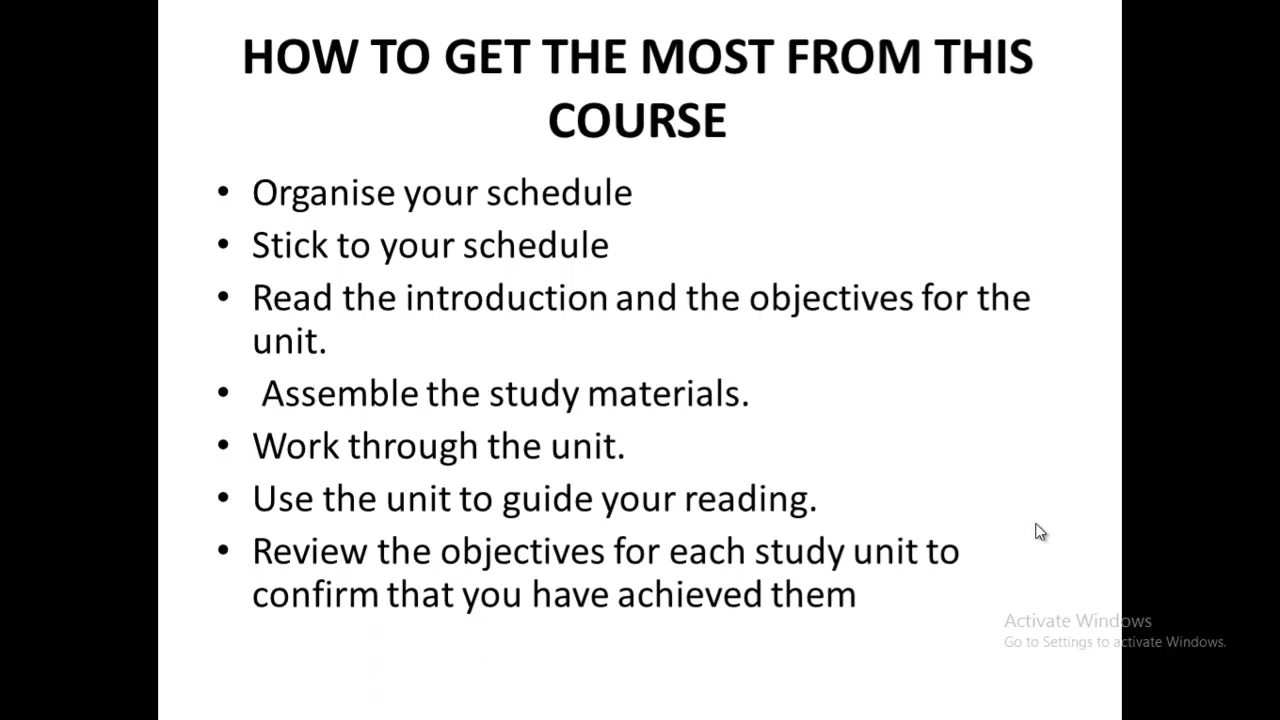 HOW TO GET THE MOST FROM THIS
COURSE
• Organise your schedule
• Stick to your schedule
• Read the introduction and the objectives for the
unit.
• Assemble the study materials.
• Work through the unit.
• Use the unit to guide your reading.
• Review the objectives for each study unit to
confirm that you have achieved them
Activate Windows
Go to Settings to activate Windows.